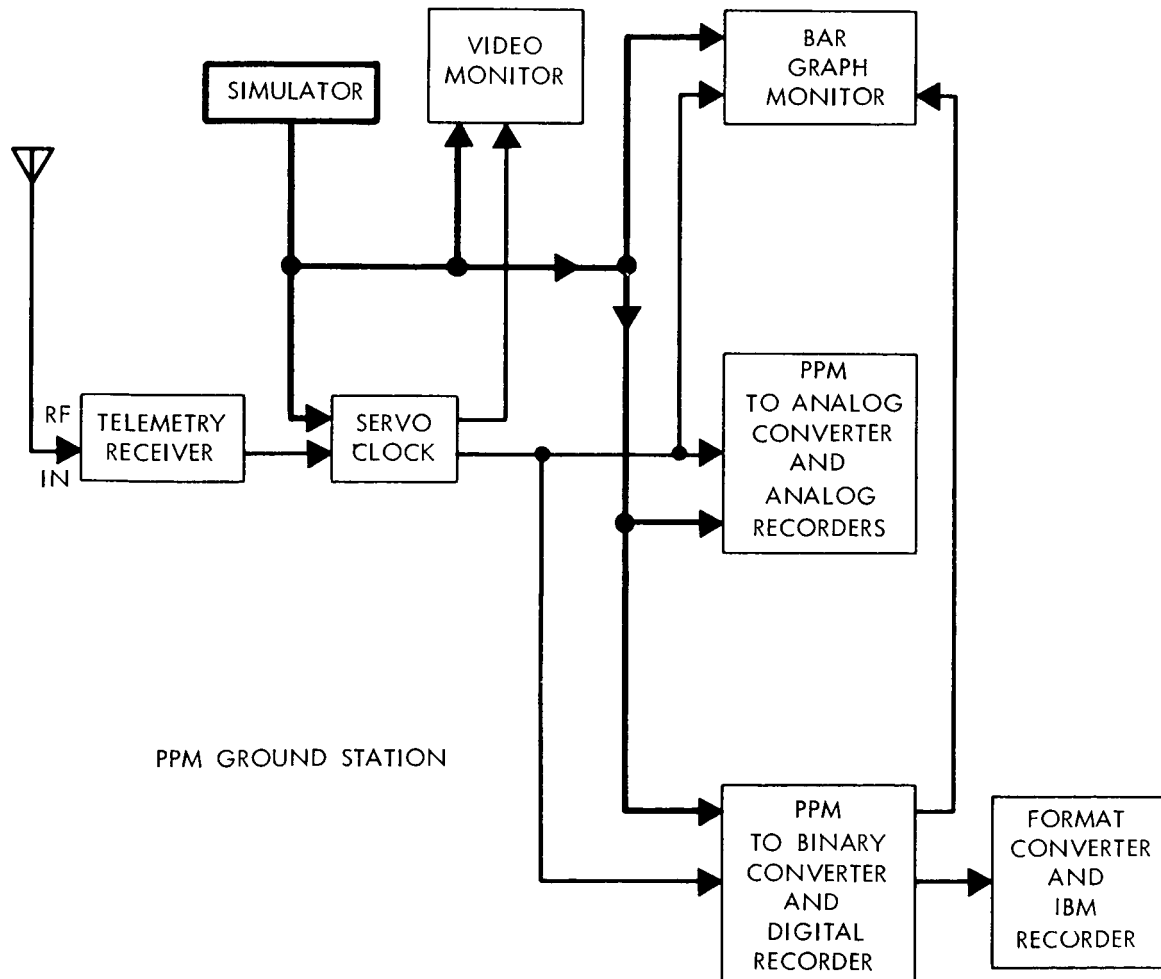 VIDEO
MONITOR
BAR
GRAPH
MONITOR
SIMULATOR
RF
IN
TELEMETRY
RECEIVER
SERVO
CLOCK
PPM
TO ANALOG
CONVERTER
AND
ANALOG
RECORDERS
PPM GROUND STATION
PPM
TO BINARY
CONVERTER
AND
DIGITAL
RECORDER
FORMAT
CONVERTER
AND
IBM
RECORDER